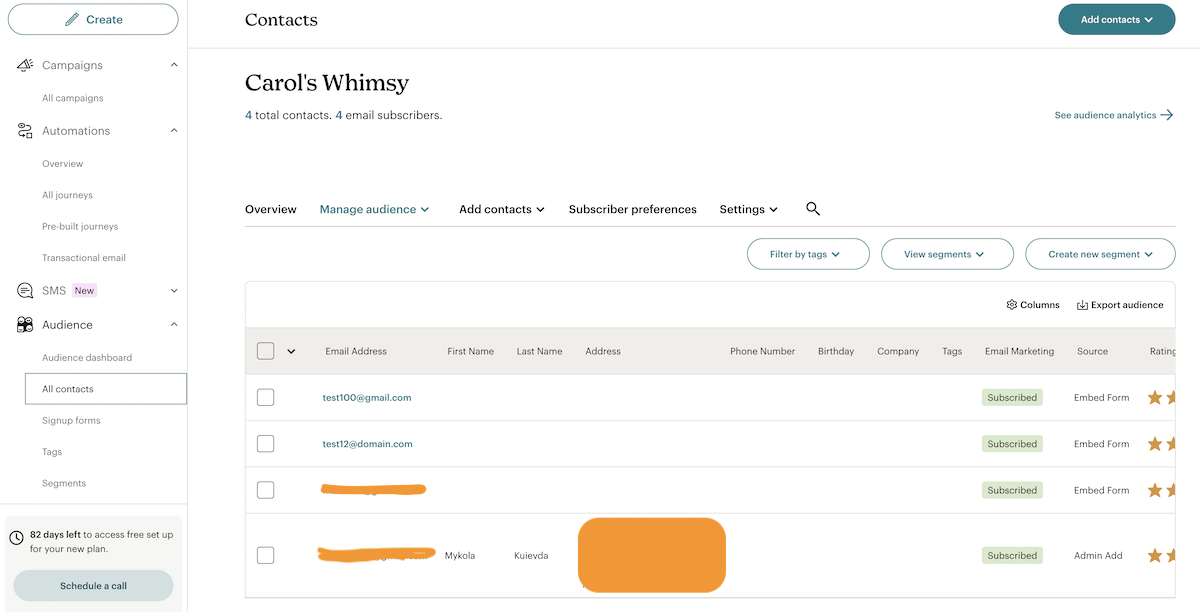 Create
Campaigns
All campaigns
Automations
Overview
All journeys
Pre-built journeys
Transactional email
SMS New
Audience
Audience dashboard
All contacts
Signup forms
Tags
Segments
82 days left to access free set up
for your new plan.
Schedule a call
Contacts
Add contacts
Carol's Whimsy
4 total contacts. 4 email subscribers.
See audience analytics
Overview Manage audience Add contacts Subscriber preferences Settings
Filter by tags View segments Create new segment
Columns Export audience
Email Address First Name Last Name Address Phone Number Birthday Company Tags Email Marketing Source Rating
test100@gmail.com Subscribed Embed Form
test12@domain.com Subscribed Embed Form
Subscribed Embed Form
Mykola Kuievda Subscribed Admin Add